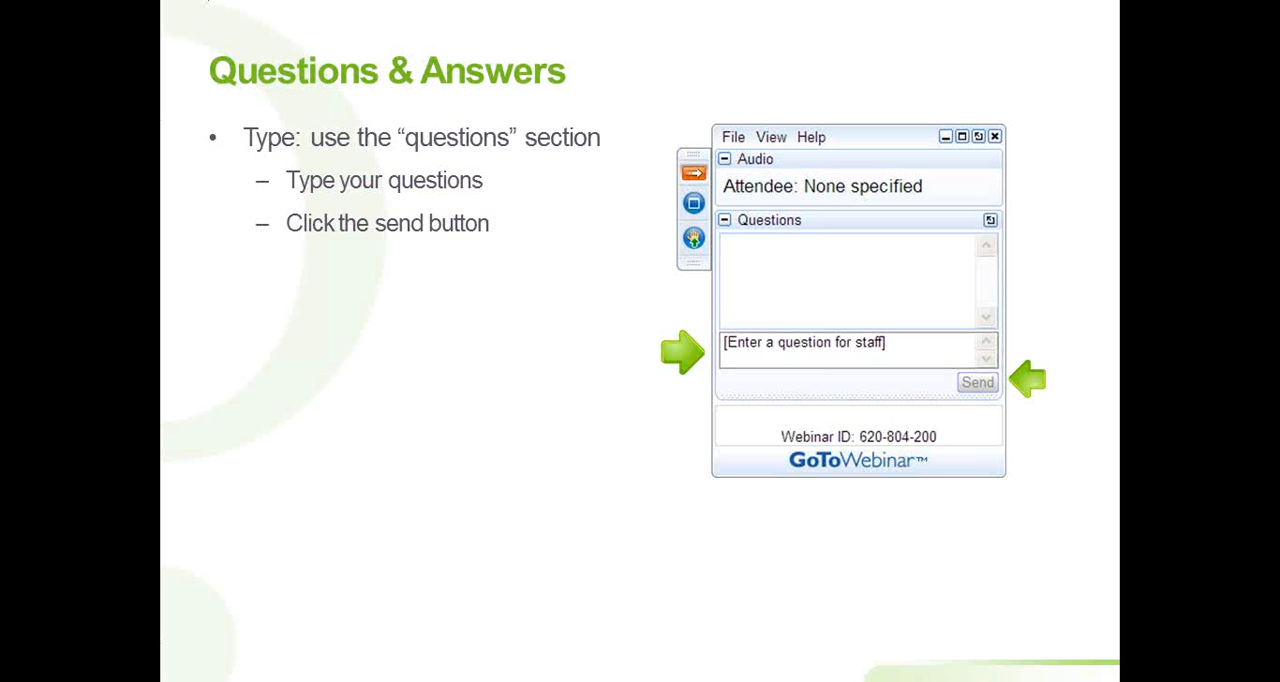 Questions & Answers
• Type: use the “questions” section
– Type your questions
– Click the send button
File View Help
Audio
Attendee: None specified
Questions
[Enter a question for staff]
Send
Webinar ID: 620-804-200
GoToWebinar™